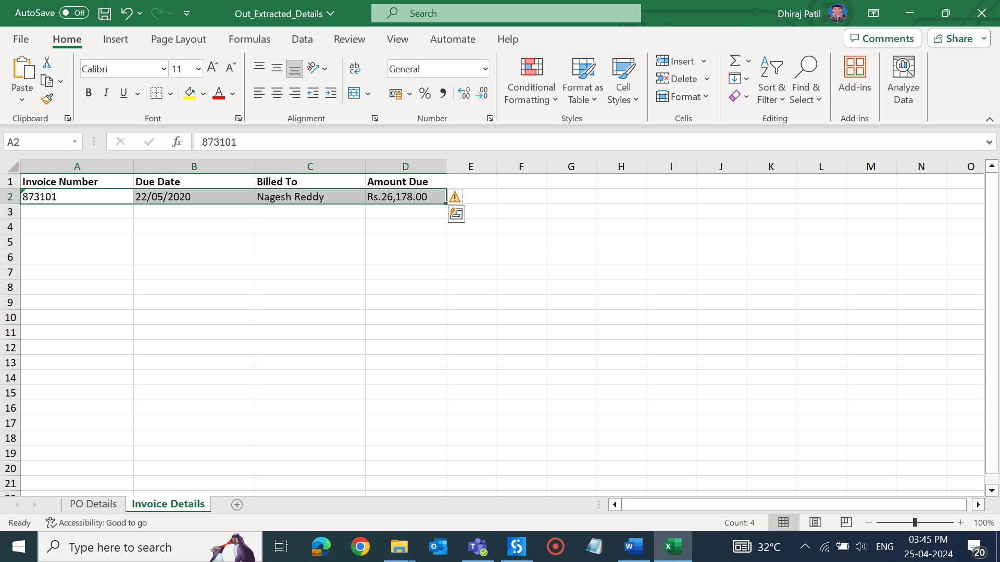 AutoSave Off Out_Extracted_Details Search Dhiraj Patil
File Home Insert Page Layout Formulas Data Review View Automate Help Comments Share
Paste
Calibri 11
General
B I U
Conditional Formatting
Format as Table
Cell Styles
Insert
Delete
Format
Sort & Filter
Find & Select
Add-ins
Analyze Data
Clipboard Font Alignment Number Styles Cells Editing Add-ins
A2 fx 873101
A B C D E F G H I J K L M N O
1 Invoice Number Due Date Billed To Amount Due
2 873101 22/05/2020 Nagesh Reddy Rs.26,178.00
3
4
5
6
7
8
9
10
11
12
13
14
15
16
17
18
19
20
21
PO Details Invoice Details
Ready Accessibility: Good to go Count: 4 100%
Type here to search 32°C ENG 03:45 PM
25-04-2024 20